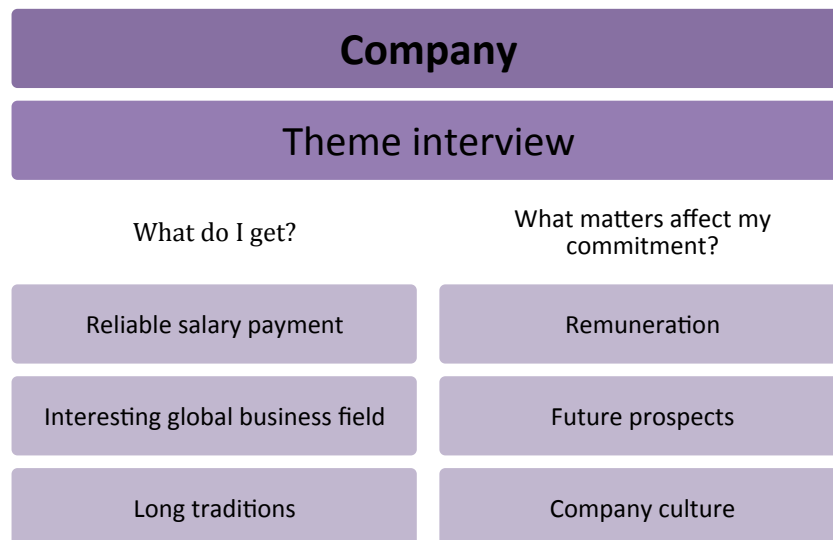 Company
Theme interview
What do I get?
What matters affect my
commitment?
Reliable salary payment
Remuneration
Interesting global business field
Future prospects
Long traditions
Company culture